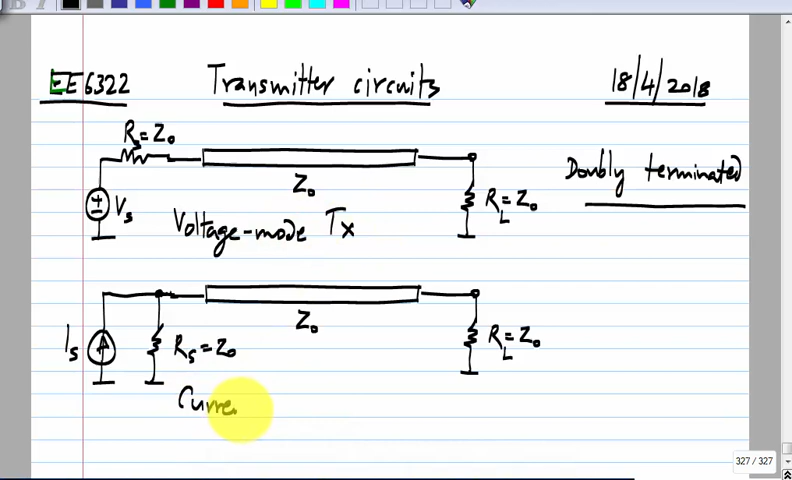 EE6322 Transmitter circuits 18/4/2018
Rs=Z0
Z0
Doubly terminated
Vs
RL=Z0
Voltage-mode Tx
Z0
Is
Rs=Z0
RL=Z0
Curre
327 / 327